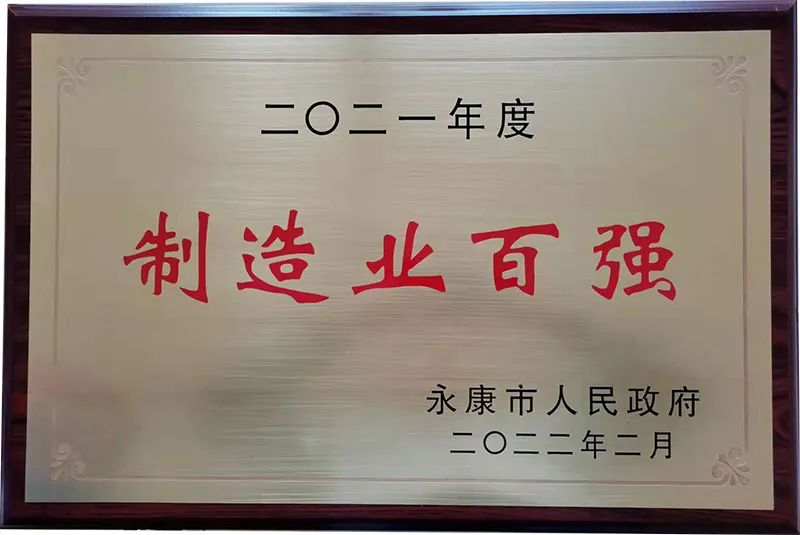 二〇二一年度
制造业百强
永康市人民政府
二〇二二年二月